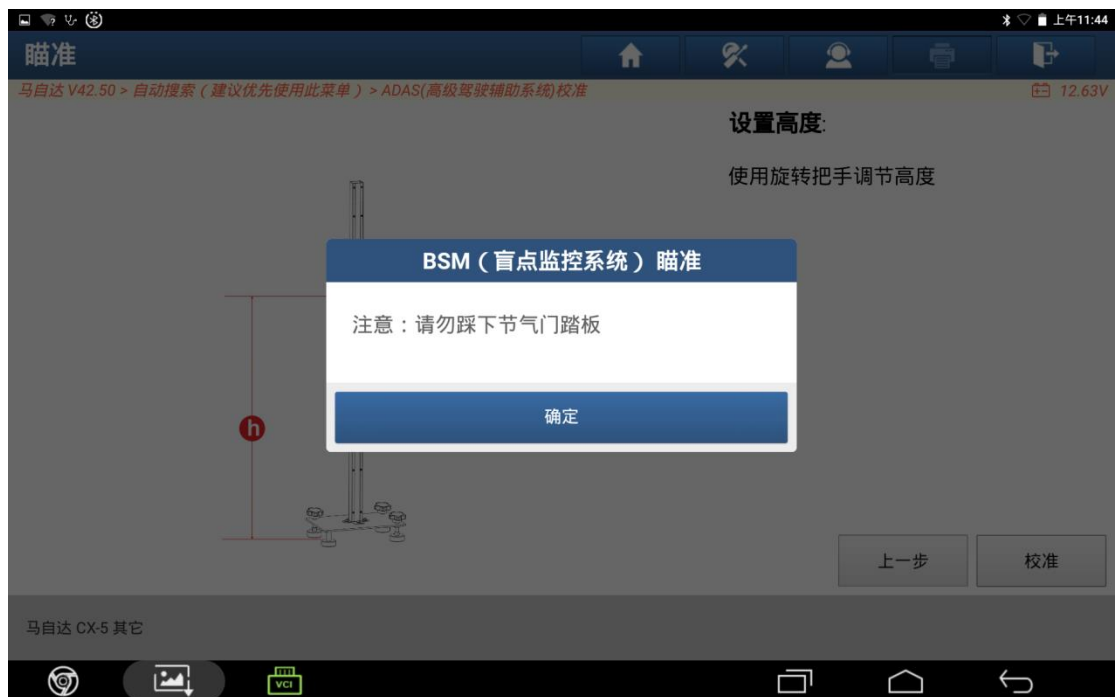 上午11:44
瞄准
马自达 V42.50 > 自动搜索（建议优先使用此菜单）> ADAS(高级驾驶辅助系统)校准
12.63V
设置高度:
使用旋转把手调节高度
BSM（盲点监控系统）瞄准
注意：请勿踩下节气门踏板
确定
h
上一步
校准
马自达 CX-5 其它
VCI